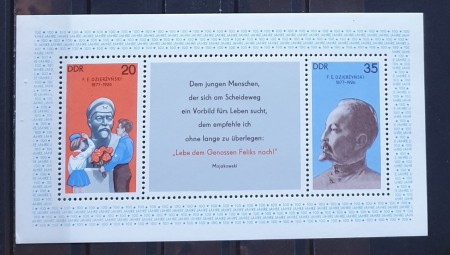 DDR 20
F. E. DZIERZYNSKI
1877-1926
Dem jungen Menschen,
der sich am Scheideweg
ein Vorbild fürs Leben sucht,
dem empfehle ich
ohne lange zu überlegen:
„Lebe dem Genossen Feliks nach!"
Majakowski
DDR 35
F. E. DZIERZYNSKI
1877-1926